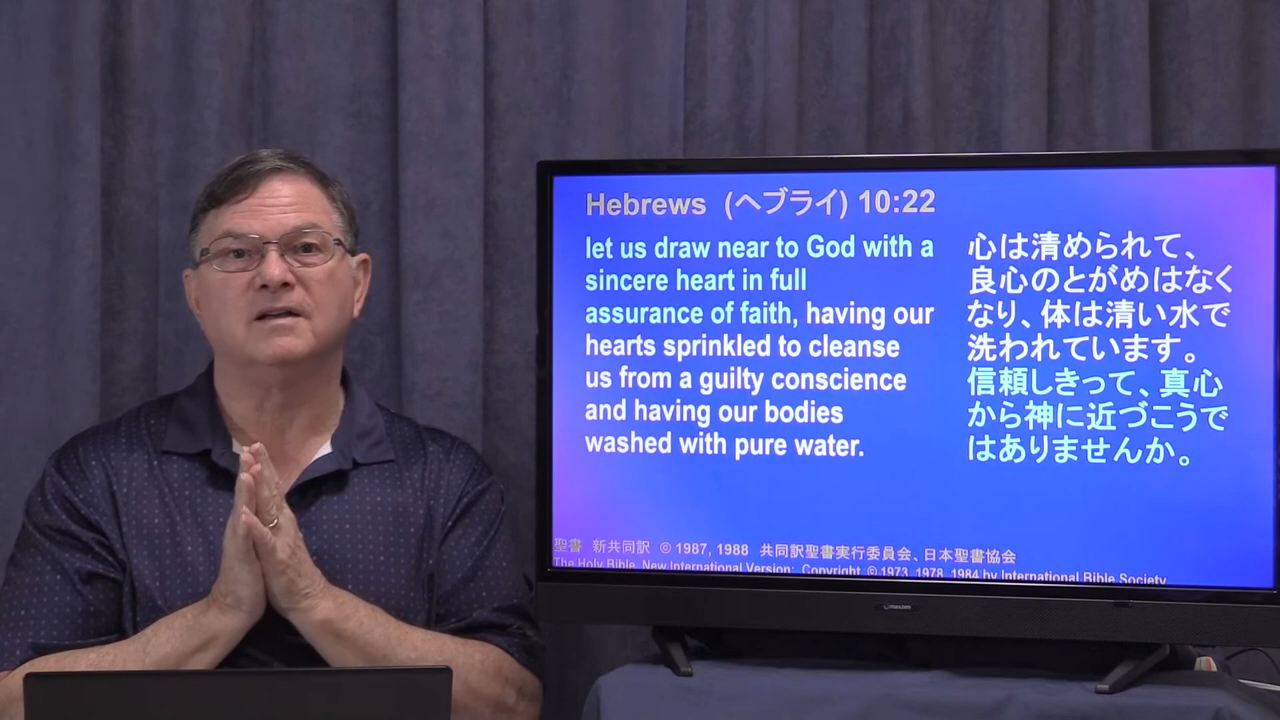 Hebrews (ヘブライ) 10:22
let us draw near to God with a
sincere heart in full
assurance of faith, having our
hearts sprinkled to cleanse
us from a guilty conscience
and having our bodies
washed with pure water.
心は清められて、
良心のとがめはなく
なり、体は清い水で
洗われています。
信頼しきって、真心
から神に近づこうで
はありませんか。
聖書 新共同訳 © 1987, 1988 共同訳聖書実行委員会、日本聖書協会
The Holy Bible, New International Version; Copyright © 1973, 1978, 1984 by International Bible Society